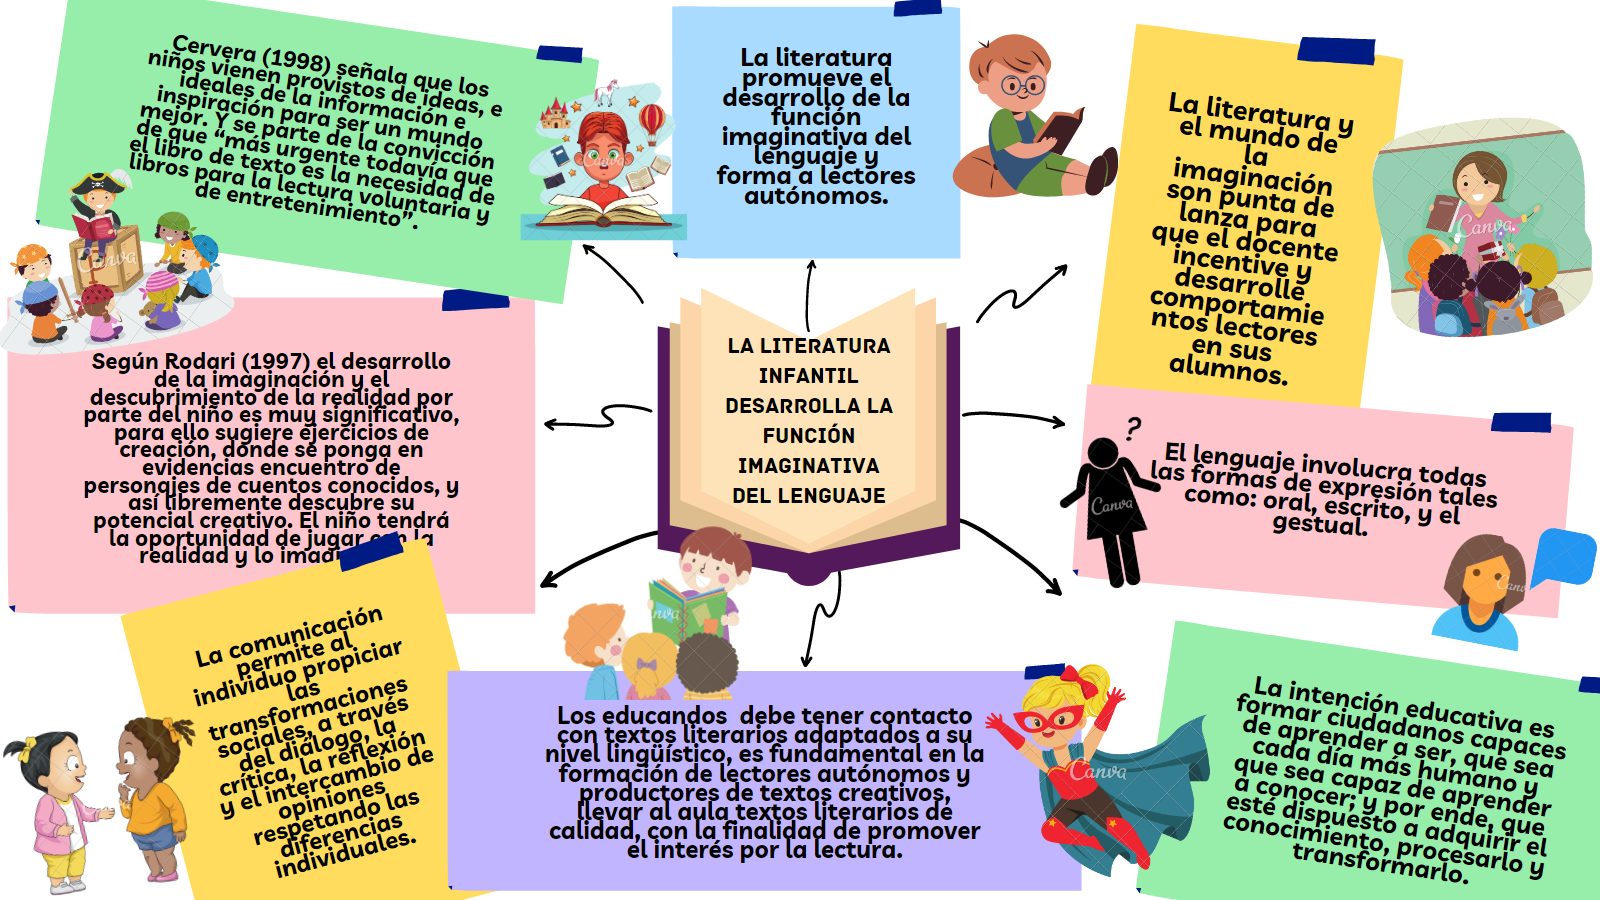 Cervera (1998) señala que los
niños vienen provistos de ideas, e
ideales de la información e
inspiración para ser un mundo
mejor. Y se parte de la convicción
de que “más urgente todavía que
el libro de texto es la necesidad de
libros para la lectura voluntaria y
de entretenimiento”.
La literatura
promueve el
desarrollo de la
función
imaginativa del
lenguaje y
forma a lectores
autónomos.
La literatura y
el mundo de
la
imaginación
son punta de
lanza para
que el docente
incentive y
desarrolle
comportamie
ntos lectores
en sus
alumnos.
Según Rodari (1997) el desarrollo
de la imaginación y el
descubrimiento de la realidad por
parte del niño es muy significativo,
para ello sugiere ejercicios de
creación, donde se ponga en
evidencias encuentro de
personajes de cuentos conocidos, y
así libremente descubre su
potencial creativo. El niño tendrá
la oportunidad de jugar con la
realidad y lo
LA LITERATURA
INFANTIL
DESARROLLA LA
FUNCIÓN
IMAGINATIVA
DEL LENGUAJE
?
El lenguaje involucra todas
las formas de expresión tales
como: oral, escrito, y el
gestual.
La comunicación
permite al
individuo propiciar
las
transformaciones
sociales, a través
del diálogo, la
crítica, la reflexión
y el intercambio de
opiniones
respetando las
diferencias
individuales.
Los educandos debe tener contacto
con textos literarios adaptados a su
nivel lingüístico, es fundamental en la
formación de lectores autónomos y
productores de textos creativos,
llevar al aula textos literarios de
calidad, con la finalidad de promover
el interés por la lectura.
La intención educativa es
formar ciudadanos capaces
de aprender a ser, que sea
cada día más humano y
que sea capaz de aprender
a conocer; y por ende, que
esté dispuesto a adquirir el
conocimiento, procesarlo y
transformarlo.
Canva
Canva
Canva
Canva
Canva